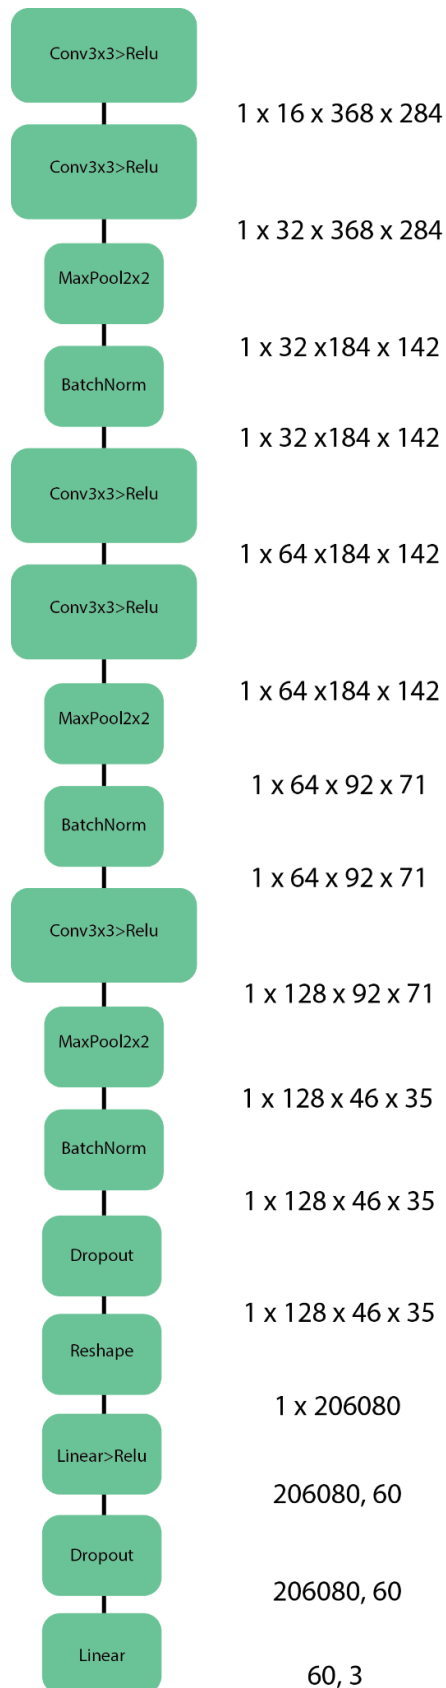 Conv3x3>Relu
1 x 16 x 368 x 284
Conv3x3>Relu
1 x 32 x 368 x 284
MaxPool2x2
1 x 32 x184 x 142
BatchNorm
1 x 32 x184 x 142
Conv3x3>Relu
1 x 64 x184 x 142
Conv3x3>Relu
1 x 64 x184 x 142
MaxPool2x2
1 x 64 x 92 x 71
BatchNorm
1 x 64 x 92 x 71
Conv3x3>Relu
1 x 128 x 92 x 71
MaxPool2x2
1 x 128 x 46 x 35
BatchNorm
1 x 128 x 46 x 35
Dropout
1 x 128 x 46 x 35
Reshape
1 x 206080
Linear>Relu
206080, 60
Dropout
206080, 60
Linear
60, 3